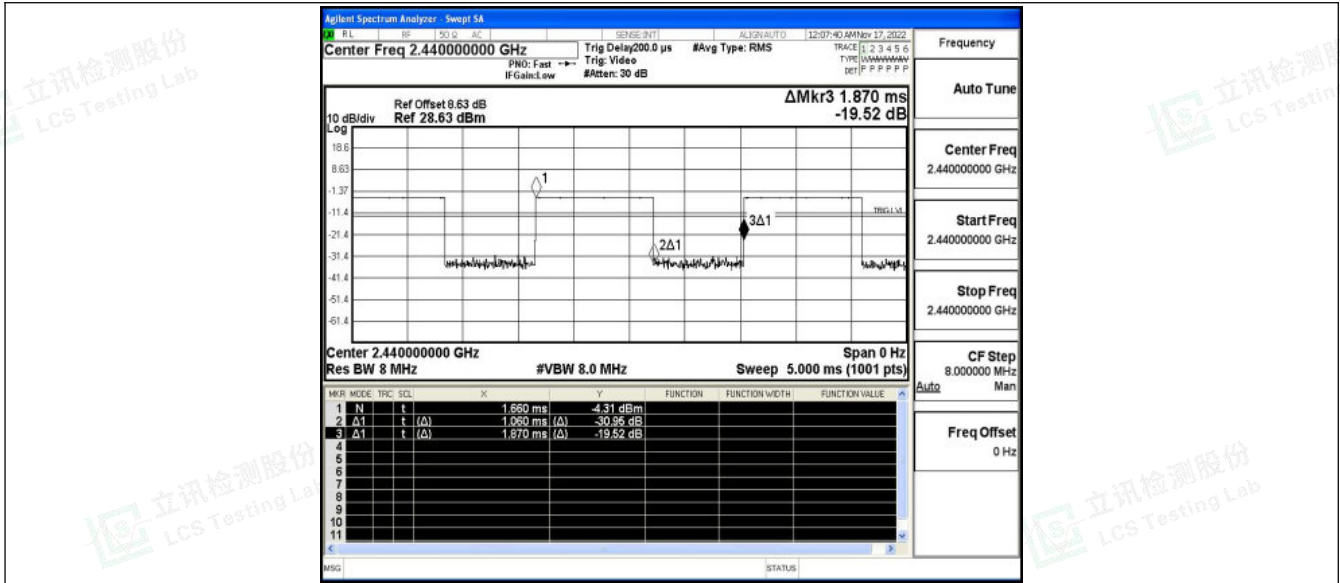 Agilent Spectrum Analyzer - Swept SA
RL RF 50 Ω AC SENSE:INT ALIGN AUTO 12:07:40 AM Nov 17, 2022
Center Freq 2.440000000 GHz
PNO: Fast
IFGain:Low
Trig Delay200.0 µs
Trig: Video
#Atten: 30 dB
#Avg Type: RMS
TRACE 1 2 3 4 5 6
TYPE
DET P P P P P P
Frequency
Auto Tune
Center Freq
2.440000000 GHz
Start Freq
2.440000000 GHz
Stop Freq
2.440000000 GHz
CF Step
8.000000 MHz
Auto Man
Freq Offset
0 Hz
Ref Offset 8.63 dB
10 dB/div Ref 28.63 dBm
Log
ΔMkr3 1.870 ms
-19.52 dB
18.6
8.63
-1.37
-11.4
-21.4
-31.4
-41.4
-51.4
-61.4
1
2Δ1
3Δ1
TRIG LVL
Center 2.440000000 GHz Span 0 Hz
Res BW 8 MHz #VBW 8.0 MHz Sweep 5.000 ms (1001 pts)
MKR MODE TRC SCL X Y FUNCTION FUNCTION WIDTH FUNCTION VALUE
1 N t 1.660 ms -4.31 dBm
2 Δ1 t (Δ) 1.060 ms (Δ) -30.95 dB
3 Δ1 t (Δ) 1.870 ms (Δ) -19.52 dB
4
5
6
7
8
9
10
11
MSG STATUS
立讯检测股份
LCS Testing Lab
立讯检测股
LCS Testin
立讯检测股份
LCS Testing Lab
立讯检测股份
LCS Testing Lab